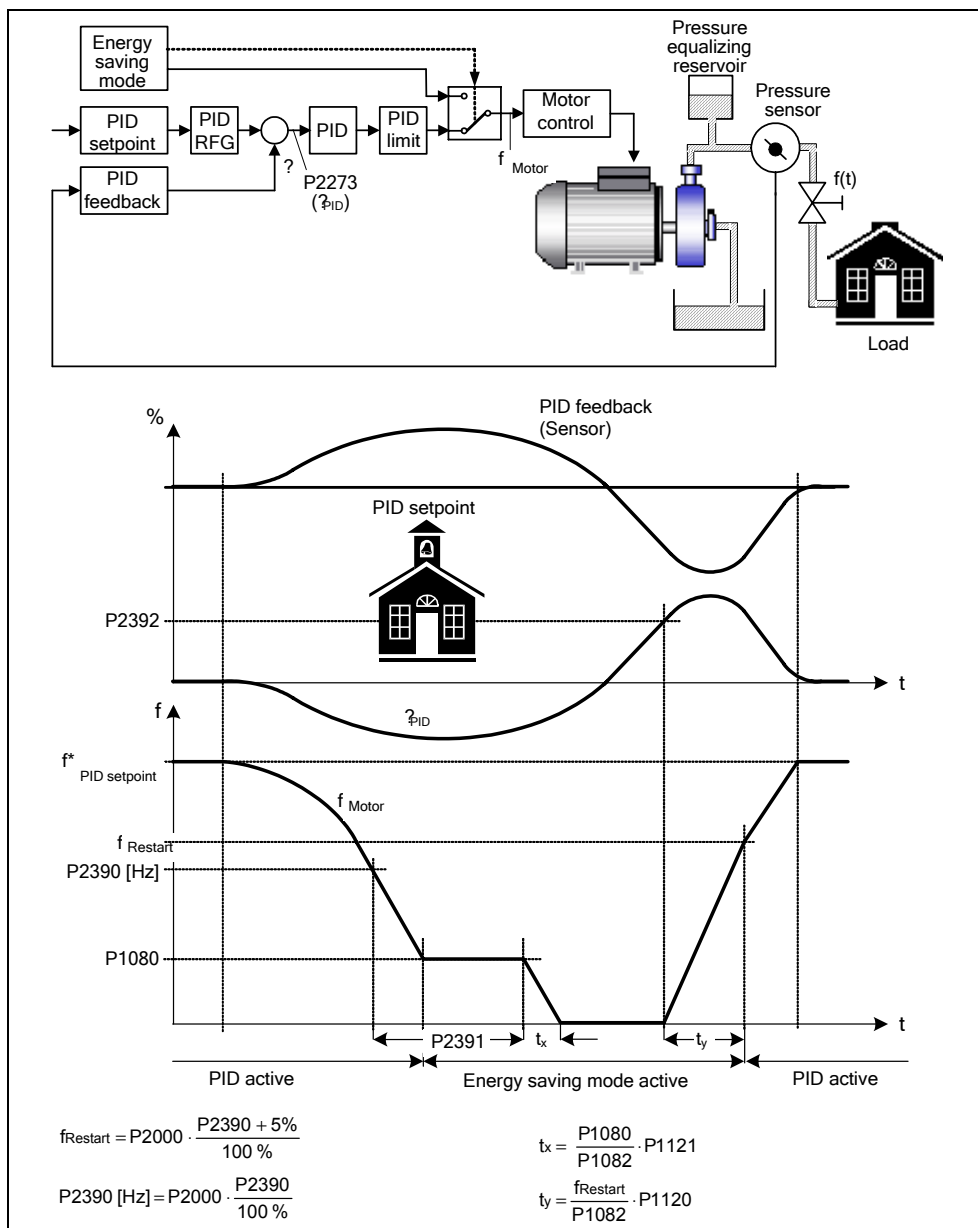 Energy
saving
mode
PID
setpoint
PID
RFG
PID
PID
limit
Motor
control
PID
feedback
?
P2273
(?PID)
f Motor
Pressure
equalizing
reservoir
Pressure
sensor
f(t)
Load
%
PID feedback
(Sensor)
PID setpoint
P2392
t
?PID
f
f* PID setpoint
f Motor
f Restart
P2390 [Hz]
P1080
t
P2391
tx
ty
PID active
Energy saving mode active
PID active
fRestart = P2000 · P2390 + 5% / 100 %
tx = P1080 / P1082 · P1121
P2390 [Hz] = P2000 · P2390 / 100 %
ty = fRestart / P1082 · P1120